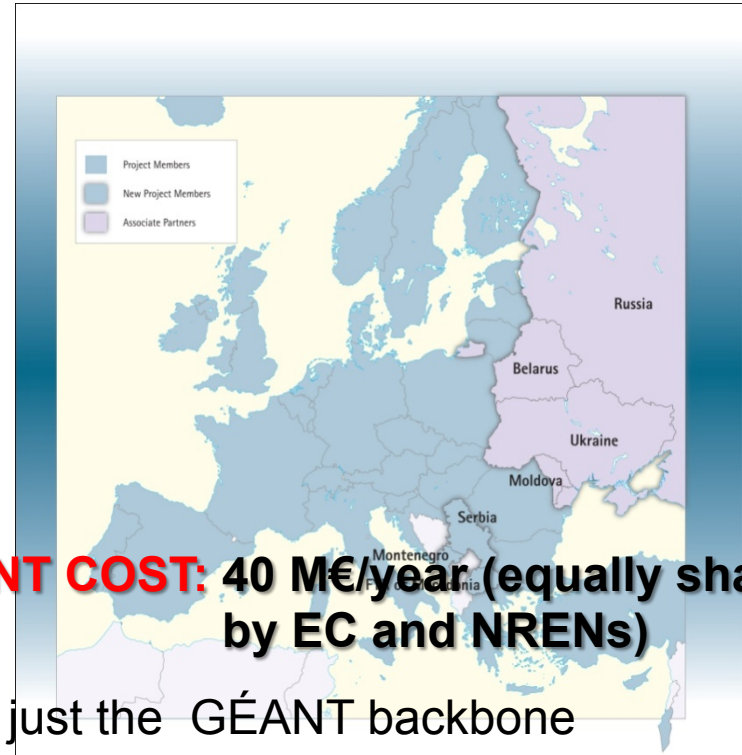 Project Members
New Project Members
Associate Partners
Russia
Belarus
Ukraine
Moldova
Serbia
Montenegro
NT COST: 40 M€/year (equally sha
by EC and NRENs)
just the GÉANT backbone